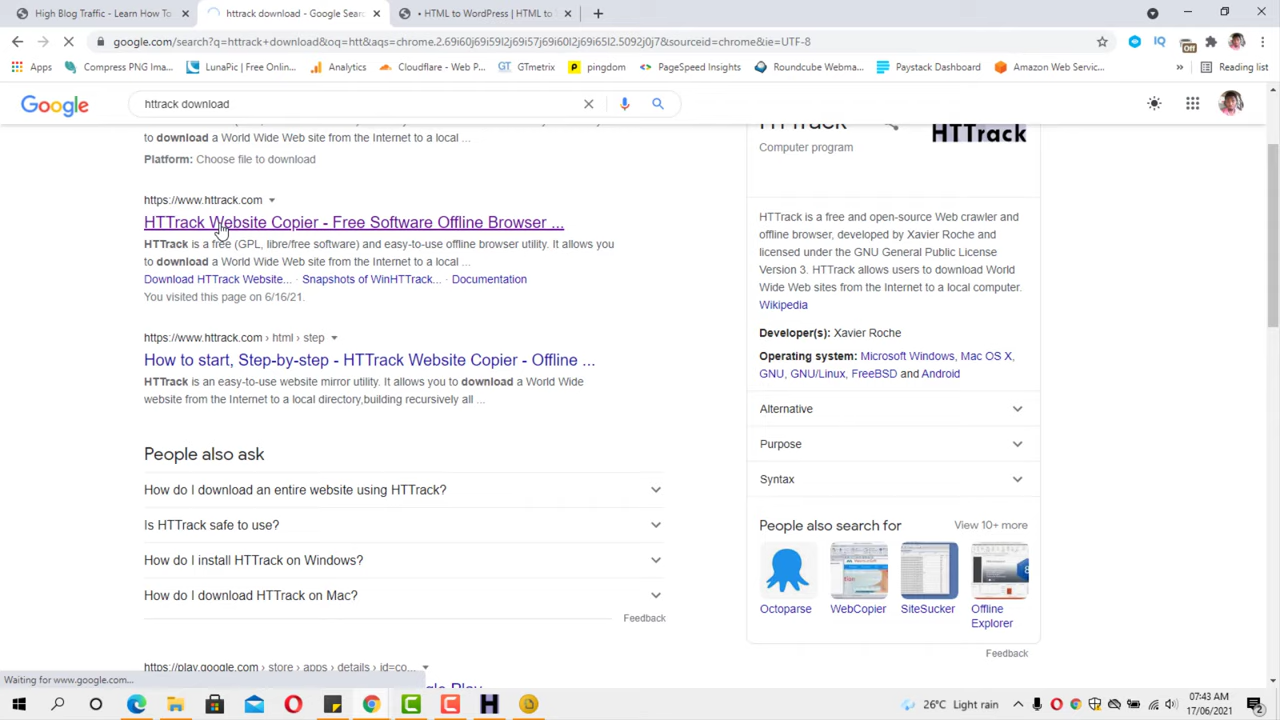 High Blog Traffic - Learn How To
httrack download - Google Sear
• HTML to WordPress | HTML to
google.com/search?q=httrack+download&oq=htt&aqs=chrome.2.69i60j69i59l2j69i57j69i60l2j69i65l2.5092j0j7&sourceid=chrome&ie=UTF-8
Apps
Compress PNG Ima...
LunaPic | Free Onlin...
Analytics
Cloudflare - Web P...
GTmetrix
pingdom
PageSpeed Insights
Roundcube Webma...
Paystack Dashboard
Amazon Web Servic...
»
Reading list
Google
httrack download
to download a World Wide Web site from the Internet to a local ...
Platform: Choose file to download
https://www.httrack.com
HTTrack Website Copier - Free Software Offline Browser ...
HTTrack is a free (GPL, libre/free software) and easy-to-use offline browser utility. It allows you
to download a World Wide Web site from the Internet to a local ...
Download HTTrack Website... · Snapshots of WinHTTrack... · Documentation
You visited this page on 6/16/21.
https://www.httrack.com › html › step
How to start, Step-by-step - HTTrack Website Copier - Offline ...
HTTrack is an easy-to-use website mirror utility. It allows you to download a World Wide
website from the Internet to a local directory,building recursively all ...
People also ask
How do I download an entire website using HTTrack?
Is HTTrack safe to use?
How do I install HTTrack on Windows?
How do I download HTTrack on Mac?
Feedback
https://play.google.com › store › apps › details › id=co...
HTTrack
Computer program
HTTrack
HTTrack is a free and open-source Web crawler and
offline browser, developed by Xavier Roche and
licensed under the GNU General Public License
Version 3. HTTrack allows users to download World
Wide Web sites from the Internet to a local computer.
Wikipedia
Developer(s): Xavier Roche
Operating system: Microsoft Windows, Mac OS X,
GNU, GNU/Linux, FreeBSD and Android
Alternative
Purpose
Syntax
People also search for
View 10+ more
Octoparse
WebCopier
SiteSucker
Offline
Explorer
Feedback
Waiting for www.google.com...
26°C Light rain
07:43 AM
17/06/2021
2